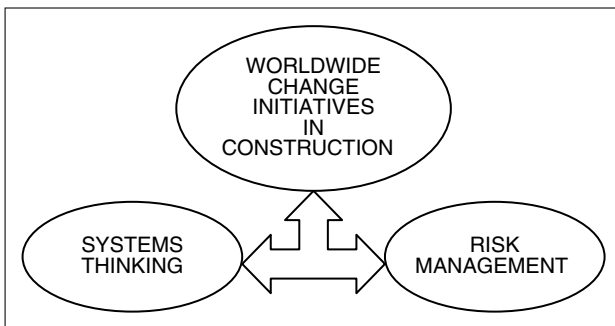 WORLDWIDE
CHANGE
INITIATIVES
IN
CONSTRUCTION
SYSTEMS
THINKING
RISK
MANAGEMENT